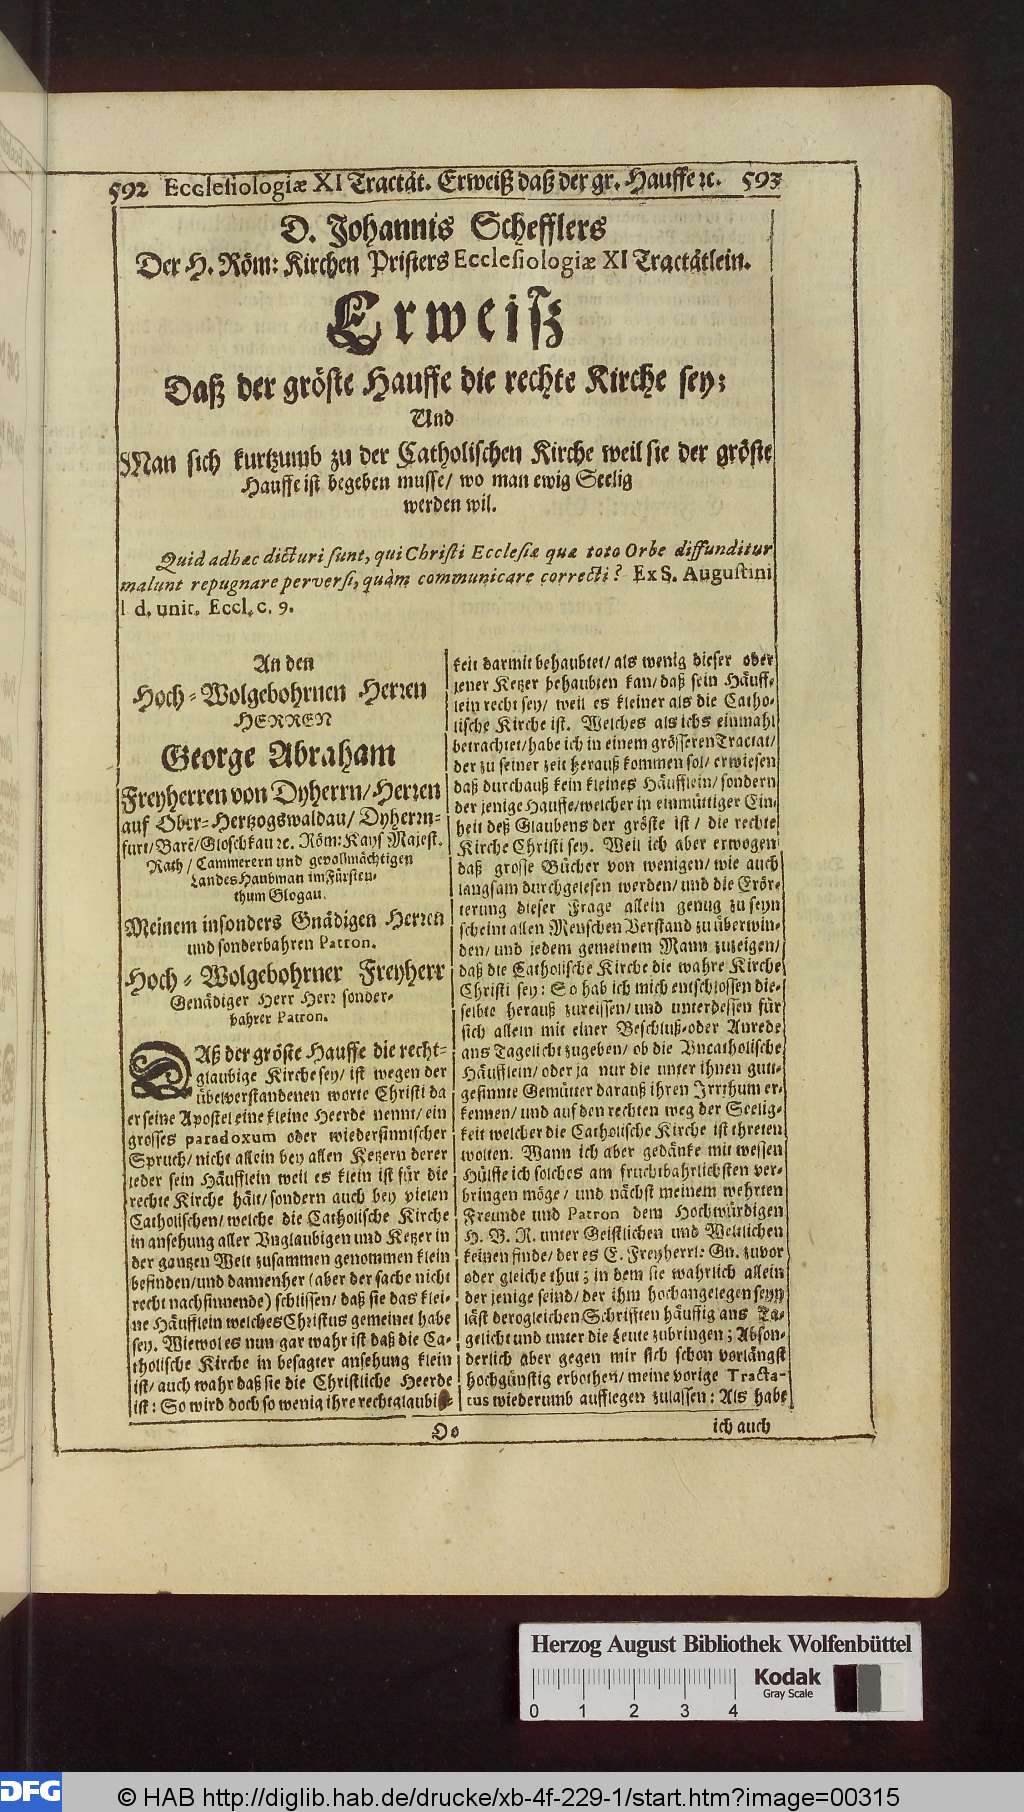 592 Ecclesiologiæ XI Tractät. Erweiß daß der gr. Hauffe ꝛc. 593
D. Johannis Schefflers
Der H. Röm: Kirchen Pristers Ecclesiologiæ XI Tractätlein.
Erweiß
Daß der gröste Hauffe die rechte Kirche sey;
Und
Man sich kurtzumb zu der Catholischen Kirche weil sie der gröste
Hauffe ist begeben musse/ wo man ewig Seelig
werden wil.
Quid adhæc dicturi sunt, qui Christi Ecclesiæ quæ toto Orbe diffunditur
malunt repugnare perversi, quàm communicare correcti? Ex S. Augustini
l d. unit. Eccl. c. 9.
An den
Hoch-Wolgebohrnen Herren
HERREN
George Abraham
Freyherren von Dyherrn/ Herren
auf Ober-Hertzogswaldau/ Dyherrn-
furt/ Barẽ/ Gloschkau ꝛc. Röm: Kays Majest.
Rath/ Cammerern und gevollmächtigen
Landes Haubman im Fürsten-
thum Glogau.
Meinem insonders Gnädigen Herren
und sonderbahren Patron.
Hoch-Wolgebohrner Freyherr
Genädiger Herr Herr sonder-
bahrer Patron.
DAß der gröste Hauffe die recht-
glaubige Kirche sey/ ist wegen der
übelverstandenen worte Christi da
er seine Apostel eine kleine Heerde nennt/ ein
grosses paradoxum oder wiedersinnischer
Spruch/ nicht allein bey allen Ketzern derer
ieder sein Häufflein weil es klein ist für die
rechte Kirche hält/ sondern auch bey vielen
Catholischen/ welche die Catholische Kirche
in ansehung aller Vnglaubigen und Ketzer in
der gantzen Welt zusammen genommen klein
befinden/ und dannenher (aber der sache nicht
recht nachsinnende) schlissen/ daß sie das klei-
ne Häufflein welches Christus gemeinet habe
sey. Wiewol es nun gar wahr ist daß die Ca-
tholische Kirche in besagter ansehung klein
ist/ auch wahr daß sie die Christliche Heerde
ist: So wird doch so wenig ihre rechtglaubig-
keit darmit behaubtet/ als wenig dieser oder
jener Ketzer behaubten kan/ daß sein Häuff-
lein recht sey/ weil es kleiner als die Catho-
lische Kirche ist. Welches als ichs einmahl
betrachtet/ habe ich in einem grösseren Tractat/
der zu seiner zeit herauß kommen sol/ erwiesen
daß durchauß kein kleines Häufflein/ sondern
der jenige Hauffe/ welcher in einmüttiger Ein-
heit deß Glaubens der gröste ist/ die rechte
Kirche Christi sey. Weil ich aber erwogen
daß grosse Bücher von wenigen/ wie auch
langsam durchgelesen werden/ und die Erör-
terung dieser Frage allein genug zu seyn
scheint allen Menschen Verstand zu überwin-
den/ und jedem gemeinem Mann zuzeigen/
daß die Catholische Kirche die wahre Kirche
Christi sey: So hab ich mich entschlossen die-
selbte herauß zureissen/ und unterdessen für
sich allein mit einer Beschluß-oder Anrede
ans Tagelicht zugeben/ ob die Vncatholische
Häufflein/ oder ja nur die unter ihnen gutt-
gesinnte Gemütter darauß ihren Irrthum er-
kennen/ und auf den rechten weg der Seelig-
keit welcher die Catholische Kirche ist threten
wolten. Wann ich aber gedänke mit wessen
Hülffe ich solches am fruchtbahrlichsten ver-
bringen möge/ und nächst meinem wehrten
Freunde und Patron dem Hochwürdigen
H. B. R. unter Geistlichen und Weltlichen
keinen finde/ der es E. Freyherrl: Gn. zuvor
oder gleiche thut; in dem sie wahrlich allein
der jenige seind/ der ihm hochangelegen seyn
läst derogleichen Schrifften häuffig ans Ta-
gelicht und unter die Leute zubringen; Abson-
derlich aber gegen mir sich schon vorlängst
hochgünstig erbothen/ meine vorige Tracta-
tus wiederumb auffliegen zulassen: Als habe
Oo
ich auch
Herzog August Bibliothek Wolfenbüttel
Kodak
Gray Scale
0 1 2 3 4
DFG
© HAB http://diglib.hab.de/drucke/xb-4f-229-1/start.htm?image=00315